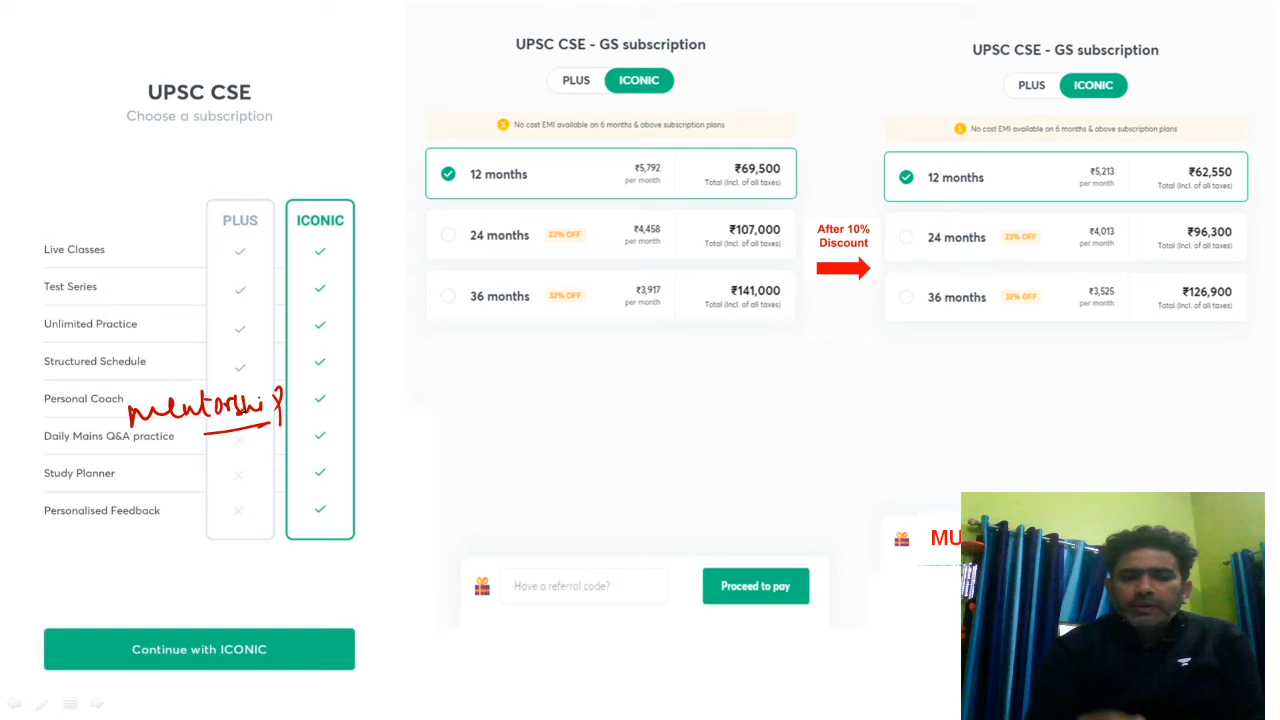 UPSC CSE
Choose a subscription
PLUS ICONIC
Live Classes
Test Series
Unlimited Practice
Structured Schedule
Personal Coach
mentorship
Daily Mains Q&A practice
Study Planner
Personalised Feedback
Continue with ICONIC
UPSC CSE - GS subscription
PLUS ICONIC
No cost EMI available on 6 months & above subscription plans
12 months ₹5,792 ₹69,500
per month Total (Incl. of all taxes)
24 months 23% OFF ₹4,458 ₹107,000
per month Total (Incl. of all taxes)
36 months 32% OFF ₹3,917 ₹141,000
per month Total (Incl. of all taxes)
Have a referral code? Proceed to pay
After 10%
Discount
UPSC CSE - GS subscription
PLUS ICONIC
No cost EMI available on 6 months & above subscription plans
12 months ₹5,213 ₹62,550
per month Total (Incl. of all taxes)
24 months 23% OFF ₹4,013 ₹96,300
per month Total (Incl. of all taxes)
36 months 32% OFF ₹3,525 ₹126,900
per month Total (Incl. of all taxes)
MU